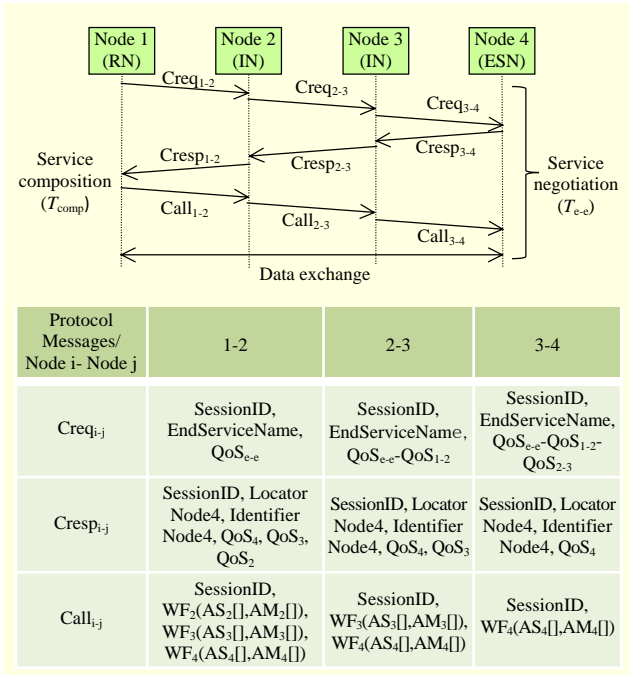 Node 1
(RN)
Node 2
(IN)
Node 3
(IN)
Node 4
(ESN)
Creq1-2
Creq2-3
Creq3-4
Cresp1-2
Cresp2-3
Cresp3-4
Service
composition
(Tcomp)
Service
negotiation
(Te-e)
Call1-2
Call2-3
Call3-4
Data exchange
Protocol
Messages/
Node i- Node j
1-2
2-3
3-4
Creqi-j
SessionID,
EndServiceName,
QoSe-e
SessionID,
EndServiceName,
QoSe-e-QoS1-2
SessionID,
EndServiceName,
QoSe-e-QoS1-2-
QoS2-3
Crespi-j
SessionID, Locator
Node4, Identifier
Node4, QoS4, QoS3,
QoS2
SessionID, Locator
Node4, Identifier
Node4, QoS4, QoS3
SessionID, Locator
Node4, Identifier
Node4, QoS4
Calli-j
SessionID,
WF2(AS2[],AM2[]),
WF3(AS3[],AM3[]),
WF4(AS4[],AM4[])
SessionID,
WF3(AS3[],AM3[]),
WF4(AS4[],AM4[])
SessionID,
WF4(AS4[],AM4[])